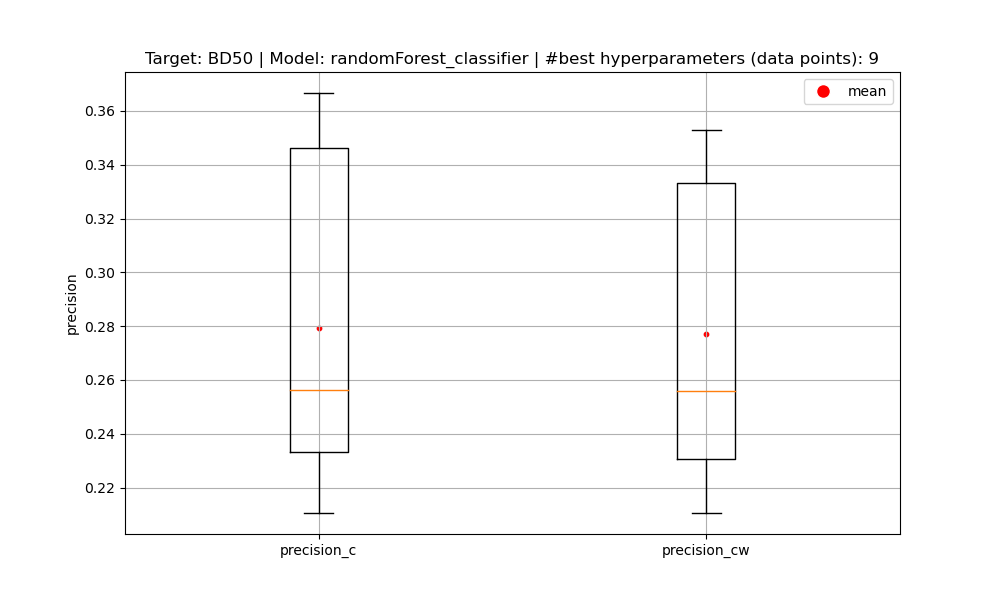 Target: BD50 | Model: randomForest_classifier | #best hyperparameters (data points): 9
mean
0.36
0.34
0.32
0.30
0.28
0.26
0.24
0.22
precision
precision_c
precision_cw